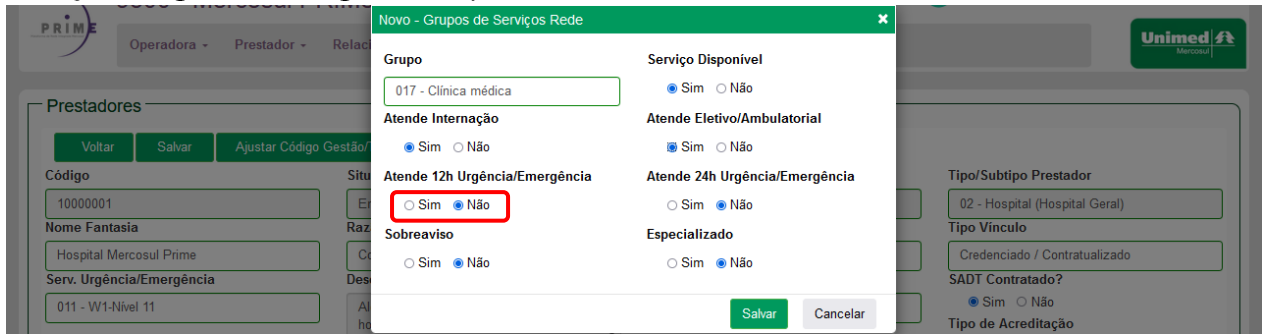 PRIME
Operadora Prestador
Novo - Grupos de Serviços Rede
Unimed
Mercosul
Grupo Serviço Disponível
017 - Clínica médica Sim Não
Atende Internação Atende Eletivo/Ambulatorial
Sim Não Sim Não
Atende 12h Urgência/Emergência Atende 24h Urgência/Emergência
Sim Não Sim Não
Sobreaviso Especializado
Sim Não Sim Não
Salvar Cancelar
Prestadores
Voltar Salvar Ajustar Código Gestão/
Código Situ Tipo/Subtipo Prestador
10000001 02 - Hospital (Hospital Geral)
Nome Fantasia Raz Tipo Vínculo
Hospital Mercosul Prime Credenciado / Contratualizado
Serv. Urgência/Emergência Des SADT Contratado?
011 - W1-Nível 11 Sim Não
Tipo de Acreditação